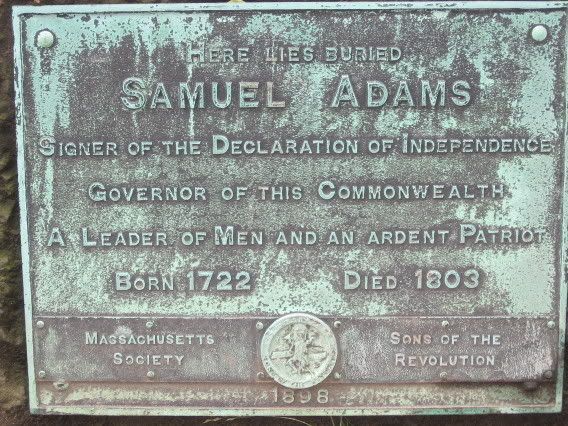 HERE LIES BURIED
SAMUEL ADAMS
SIGNER OF THE DECLARATION OF INDEPENDENCE
GOVERNOR OF THIS COMMONWEALTH
A LEADER OF MEN AND AN ARDENT PATRIOT
BORN 1722 DIED 1803
MASSACHUSETTS
SOCIETY
SONS OF THE
REVOLUTION
1898